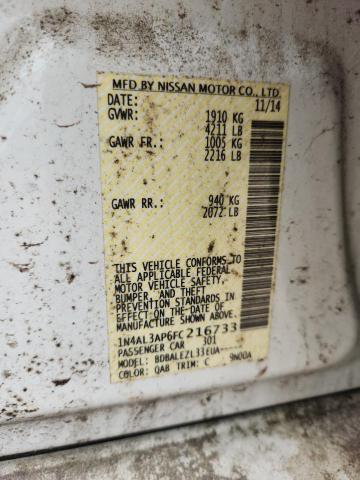 MFD BY NISSAN MOTOR CO., LTD
DATE: 11/14
GVWR: 1910 KG
4211 LB
GAWR FR: 1005 KG
2216 LB
GAWR RR: 940 KG
2072 LB
THIS VEHICLE CONFORMS TO
ALL APPLICABLE FEDERAL
MOTOR VEHICLE SAFETY,
BUMPER, AND THEFT
PREVENTION STANDARDS IN
EFFECT ON THE DATE OF
MANUFACTURE SHOWN ABOVE.
1N4AL3AP6FC216733
PASSENGER CAR 301
MODEL: BDBALEZL33EUA-----
COLOR: QAB TRIM: C 9N00A